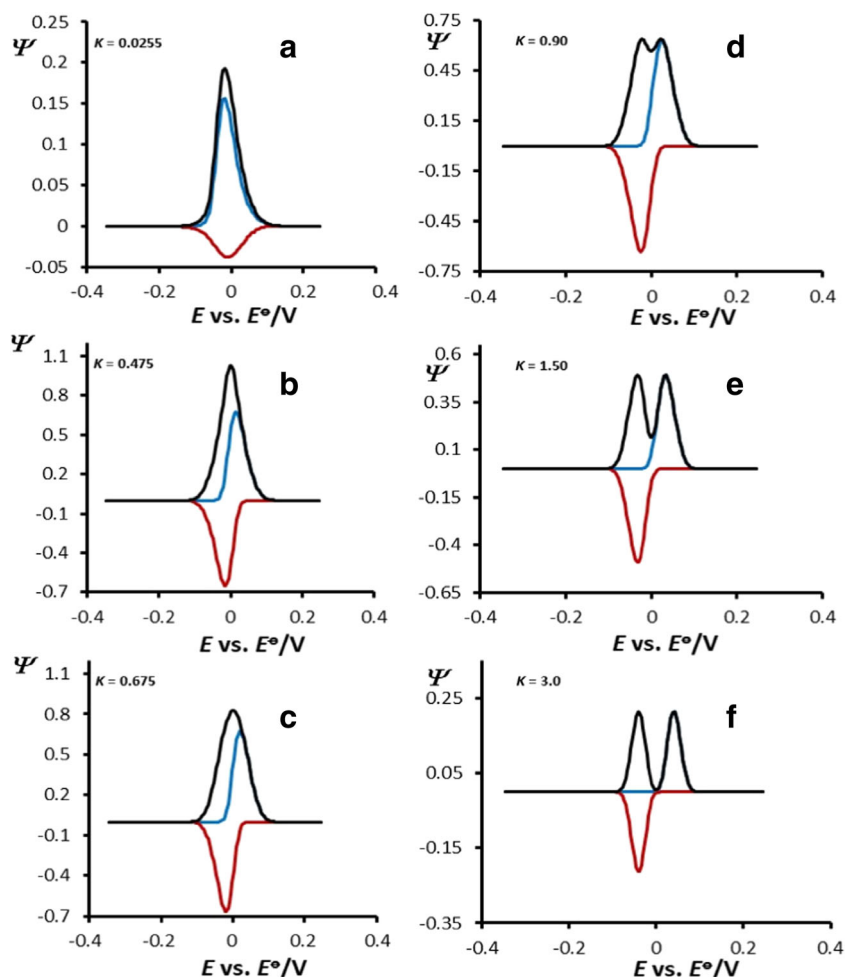 0.25
Ψ
K = 0.0255
a
0.2
0.15
0.1
0.05
0
-0.05
-0.4 -0.2 0 0.2 0.4
E vs. E°/V
Ψ
1.1
K = 0.475
b
0.8
0.5
0.2
-0.1
-0.4
-0.7
-0.4 -0.2 0 0.2 0.4
E vs. E°/V
Ψ
1.1
K = 0.675
c
0.8
0.5
0.2
-0.1
-0.4
-0.7
-0.4 -0.2 0 0.2 0.4
E vs. E°/V
0.75
Ψ
K = 0.90
d
0.45
0.15
-0.15
-0.45
-0.75
-0.4 -0.2 0 0.2 0.4
E vs. E°/V
0.6
Ψ
K = 1.50
e
0.35
0.1
-0.15
-0.4
-0.65
-0.4 -0.2 0 0.2 0.4
E vs. E°/V
Ψ
K = 3.0
f
0.25
0.05
-0.15
-0.35
-0.4 -0.2 0 0.2 0.4
E vs. E°/V